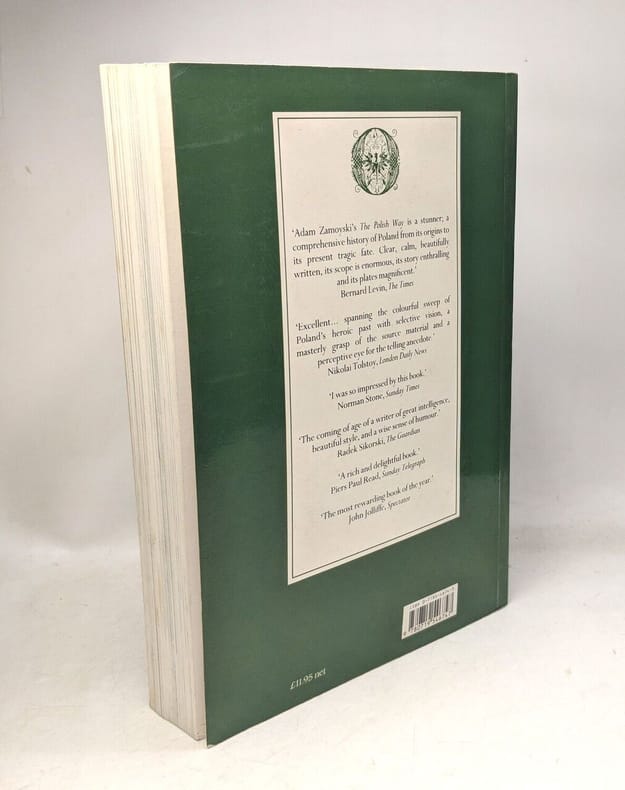 ‘Adam Zamoyski's The Polish Way is a stunner; a
comprehensive history of Poland from its origins to
its present tragic fate. Clear, calm, beautifully
written, its scope is enormous, its story enthralling
and its plates magnificent.’
Bernard Levin, The Times
‘Excellent… spanning the colourful sweep of
Poland's heroic past with selective vision, a
masterly grasp of the source material and a
perceptive eye for the telling anecdote’
Nikolai Tolstoy, London Daily News
‘I was so impressed by this book.’
Norman Stone, Sunday Times
‘The coming of age of a writer of great intelligence,
beautiful style, and a wise sense of humour.’
Radek Sikorski, The Guardian
‘A rich and delightful book.’
Piers Paul Read, Sunday Telegraph
‘The most rewarding book of the year.’
John Jolliffe, Spectator
ISBN
£11.95 net